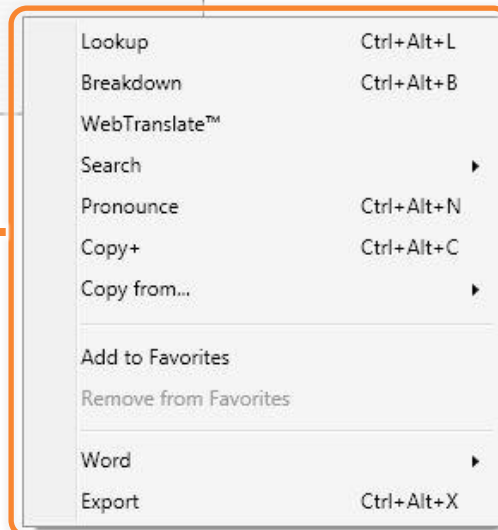 Lookup Ctrl+Alt+L
Breakdown Ctrl+Alt+B
WebTranslate™
Search
Pronounce Ctrl+Alt+N
Copy+ Ctrl+Alt+C
Copy from...
Add to Favorites
Remove from Favorites
Word
Export Ctrl+Alt+X